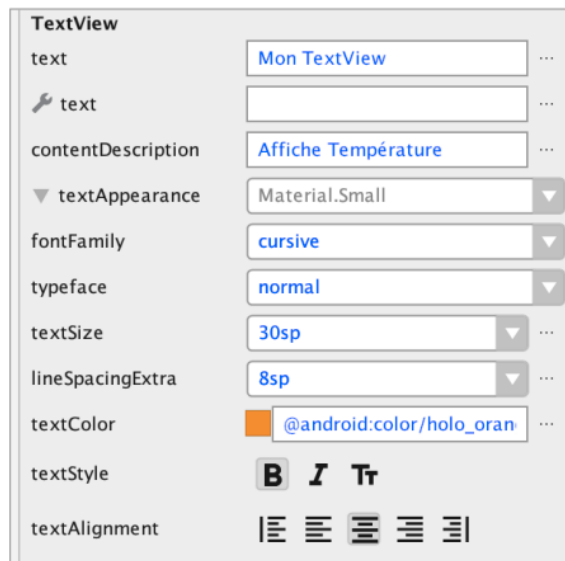 TextView
text Mon TextView ...
text ...
contentDescription Affiche Température ...
textAppearance Material.Small
fontFamily cursive
typeface normal
textSize 30sp ...
lineSpacingExtra 8sp ...
textColor @android:color/holo_oran ...
textStyle B I Tт
textAlignment